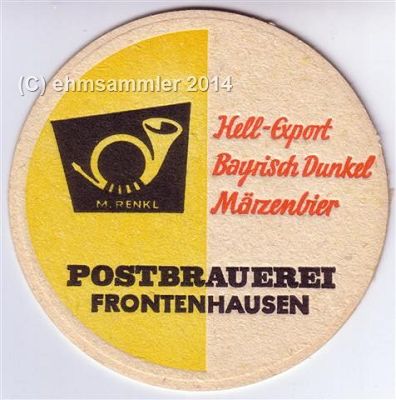 (C) ehmsammler 2014
M. RENKL
Hell-Export
Bayrisch Dunkel
Märzenbier
POSTBRAUEREI
FRONTENHAUSEN